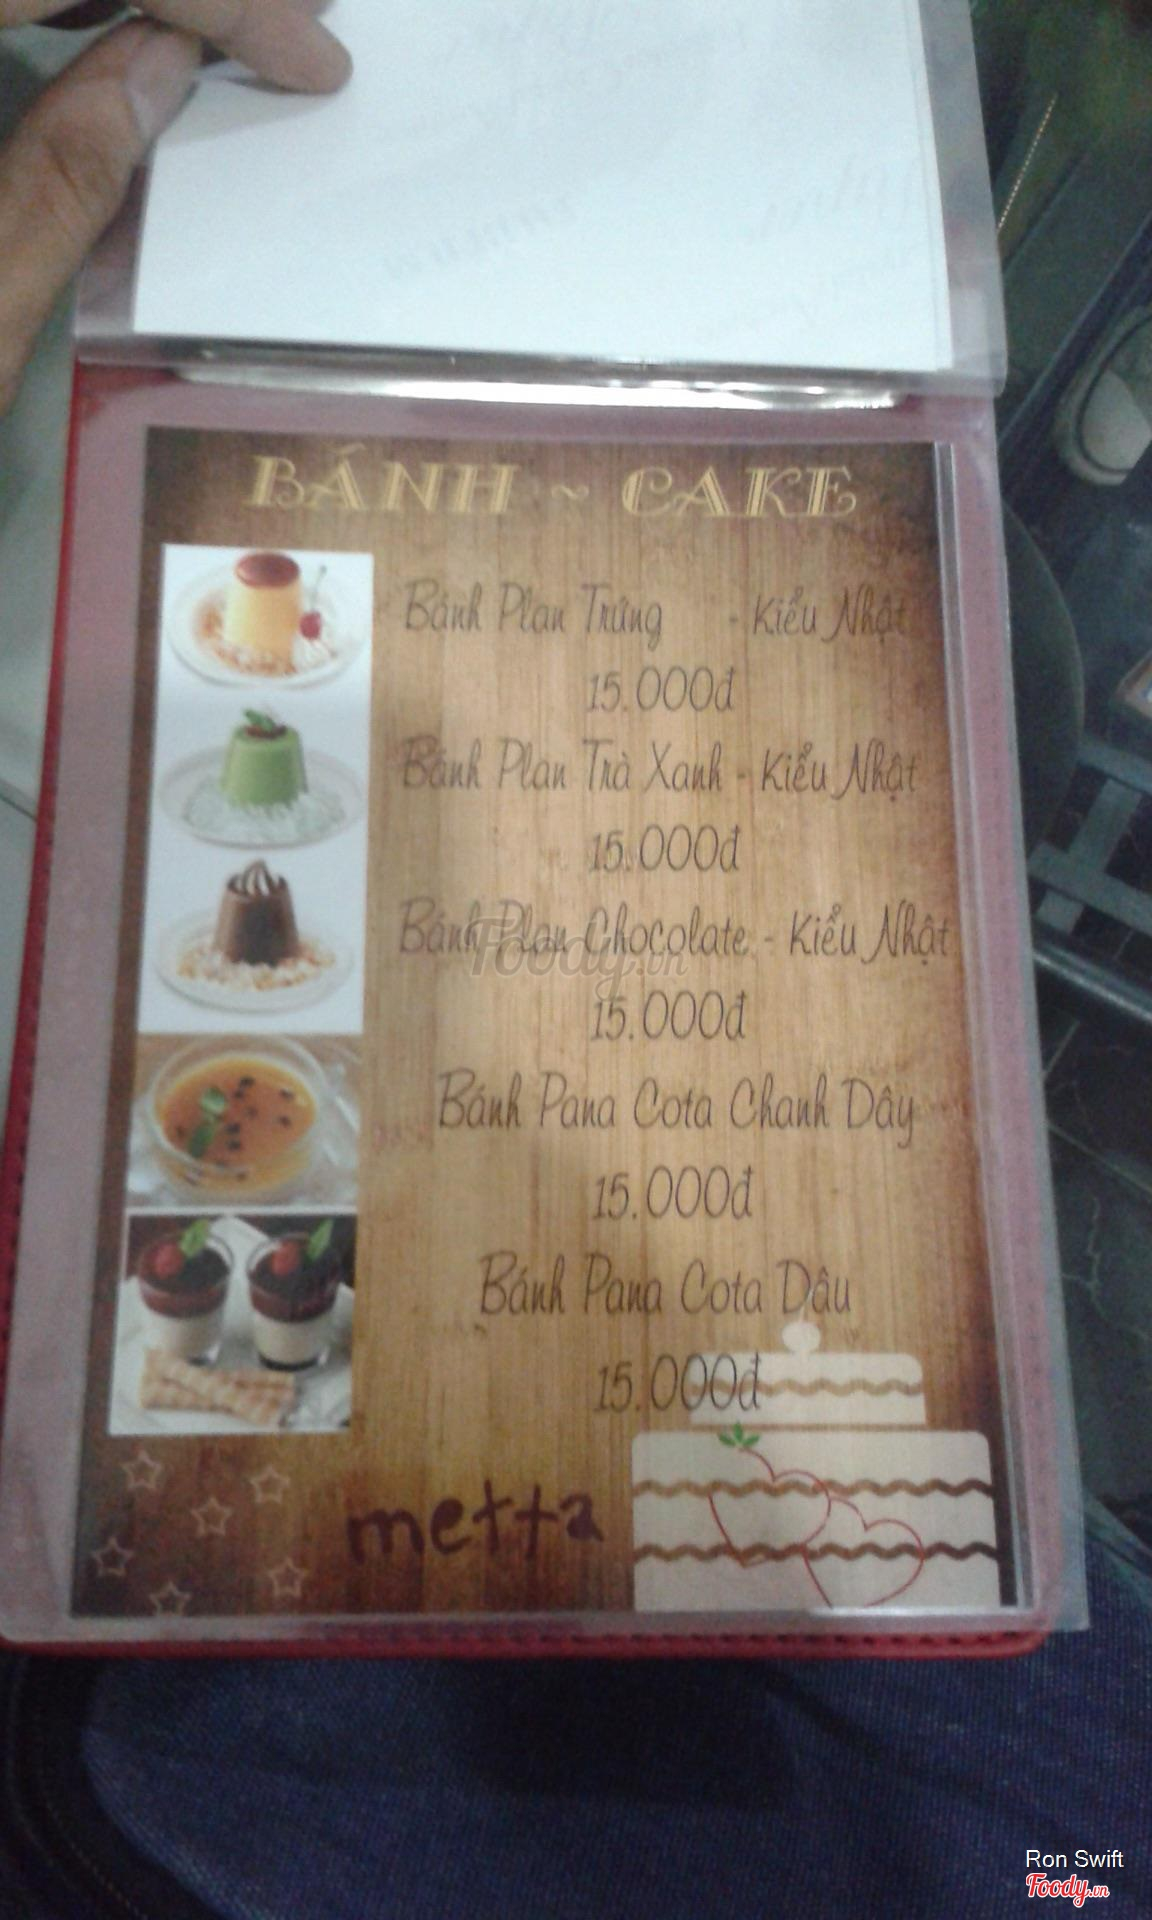 BÁNH ~ CAKE
Bánh Plan Trứng - Kiểu Nhật
15.000đ
Bánh Plan Trà Xanh - Kiểu Nhật
15.000đ
Bánh Plan Chocolate - Kiểu Nhật
15.000đ
Bánh Pana Cota Chanh Dây
15.000đ
Bánh Pana Cota Dâu
15.000đ
metta
Foody.vn
Ron Swift
Foody.vn